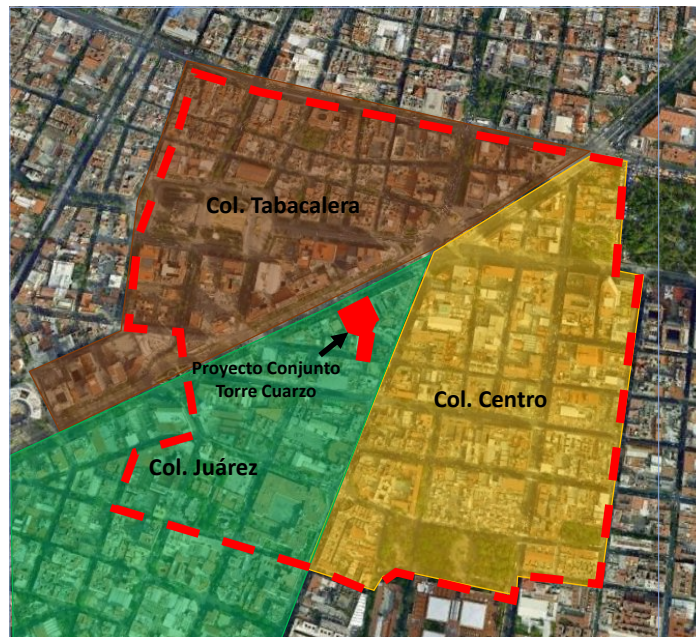 Col. Tabacalera
Proyecto Conjunto
Torre Cuarzo
Col. Centro
Col. Juárez